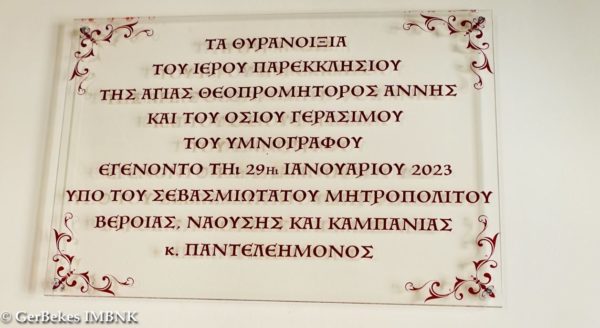 ΤΑ ΘΥΡΑΝΟΙΞΙΑ
ΤΟΥ ΙΕΡΟΥ ΠΑΡΕΚΚΛΗΣΙΟΥ
ΤΗΣ ΑΓΙΑΣ ΘΕΟΠΡΟΜΗΤΟΡΟΣ ΑΝΝΗΣ
ΚΑΙ ΤΟΥ ΟΣΙΟΥ ΓΕΡΑΣΙΜΟΥ
ΤΟΥ ΥΜΝΟΓΡΑΦΟΥ
ΕΓΕΝΟΝΤΟ ΤΗι 29Ηι ΙΑΝΟΥΑΡΙΟΥ 2023
ΥΠΟ ΤΟΥ ΣΕΒΑΣΜΙΩΤΑΤΟΥ ΜΗΤΡΟΠΟΛΙΤΟΥ
ΒΕΡΟΙΑΣ, ΝΑΟΥΣΗΣ ΚΑΙ ΚΑΜΠΑΝΙΑΣ
κ. ΠΑΝΤΕΛΕΗΜΟΝΟΣ
© GerBekes IMBNK